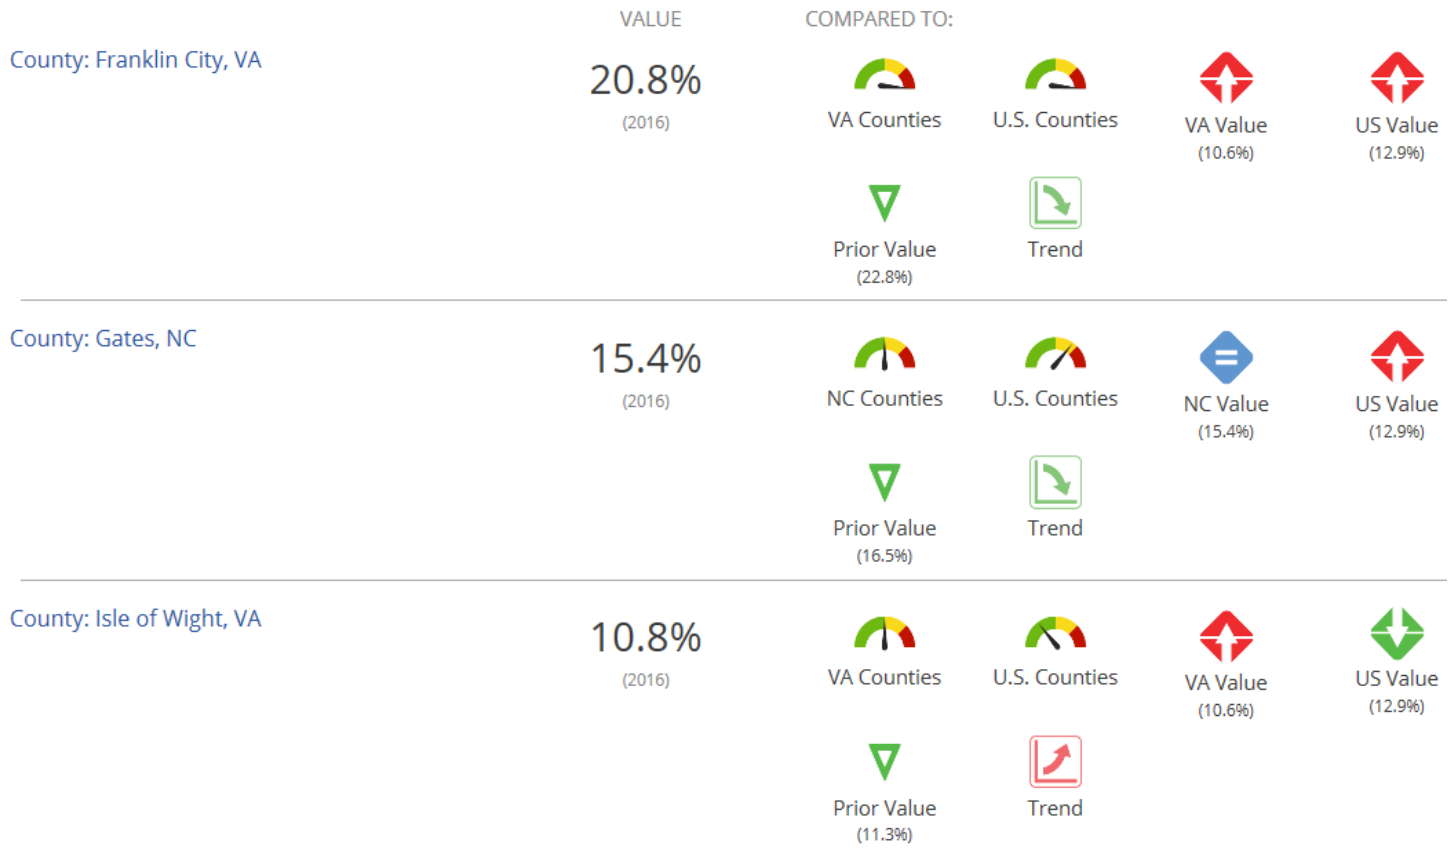 VALUE COMPARED TO:
County: Franklin City, VA
20.8%
(2016)
VA Counties U.S. Counties VA Value US Value
(10.6%) (12.9%)
Prior Value Trend
(22.8%)
County: Gates, NC
15.4%
(2016)
NC Counties U.S. Counties NC Value US Value
(15.4%) (12.9%)
Prior Value Trend
(16.5%)
County: Isle of Wight, VA
10.8%
(2016)
VA Counties U.S. Counties VA Value US Value
(10.6%) (12.9%)
Prior Value Trend
(11.3%)